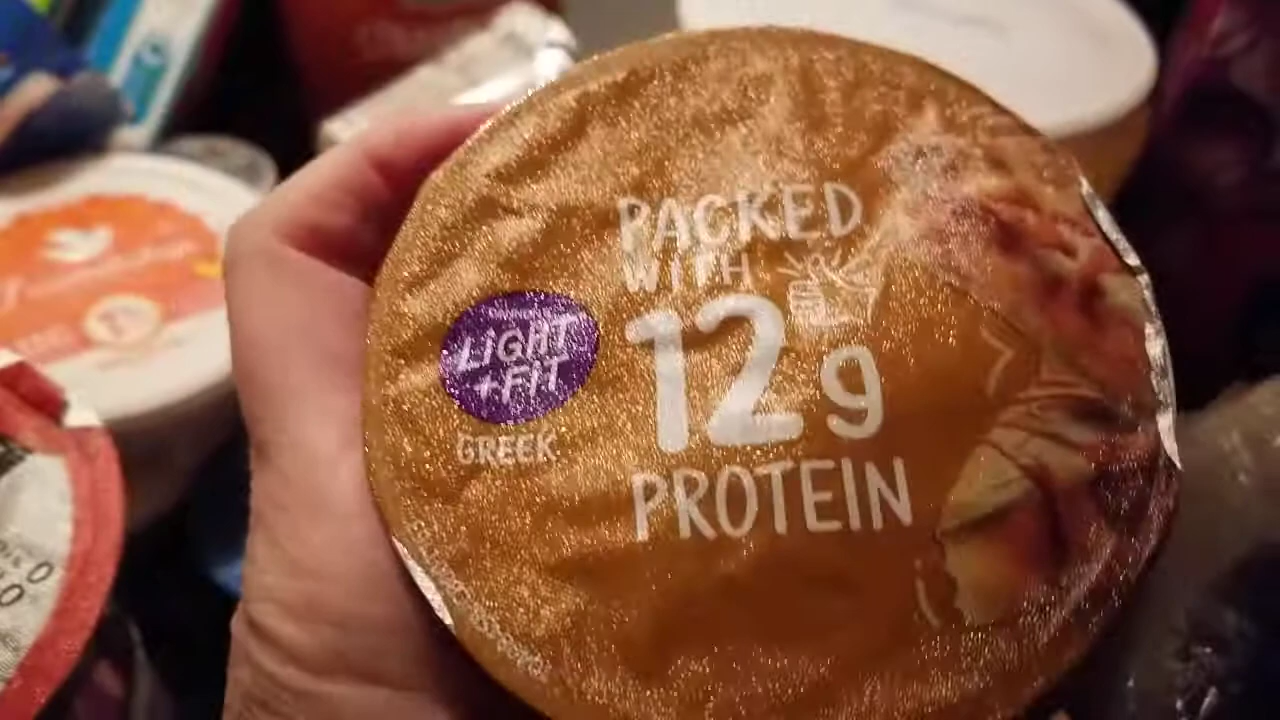 PACKED
WITH
12g
PROTEIN
LIGHT
+FIT
GREEK